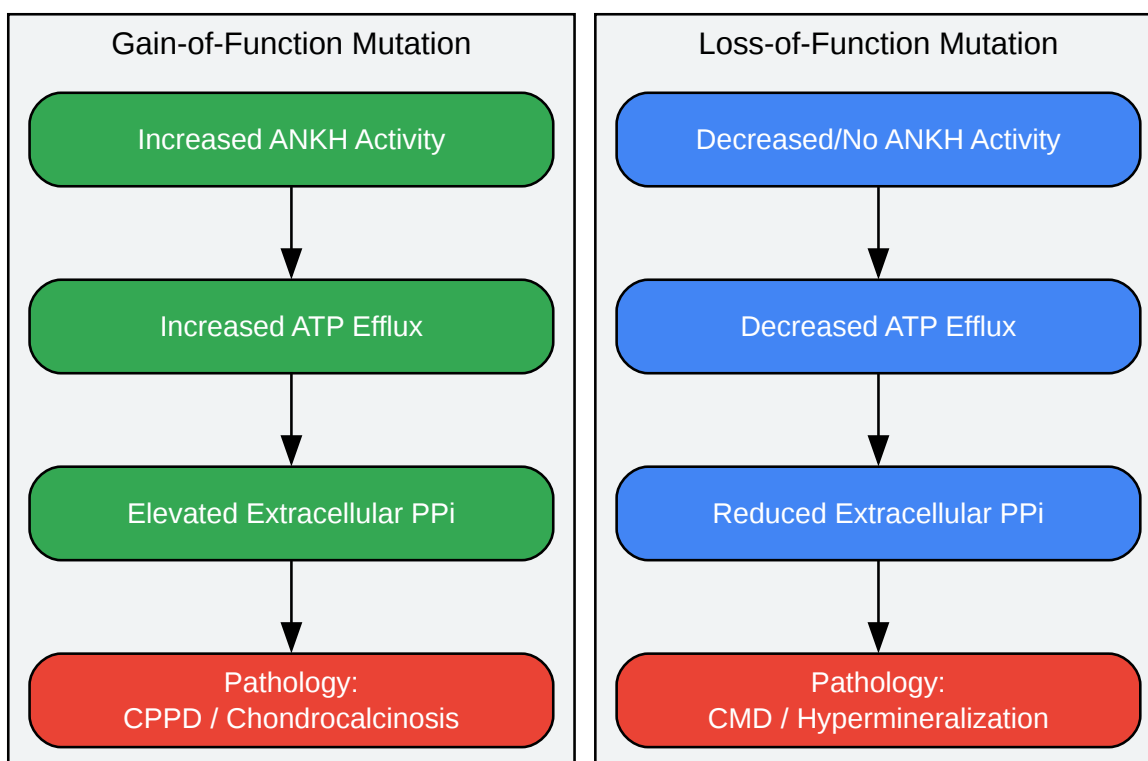 Gain-of-Function Mutation
Increased ANKH Activity
Increased ATP Efflux
Elevated Extracellular PPi
Pathology:
CPPD / Chondrocalcinosis
Loss-of-Function Mutation
Decreased/No ANKH Activity
Decreased ATP Efflux
Reduced Extracellular PPi
Pathology:
CMD / Hypermineralization